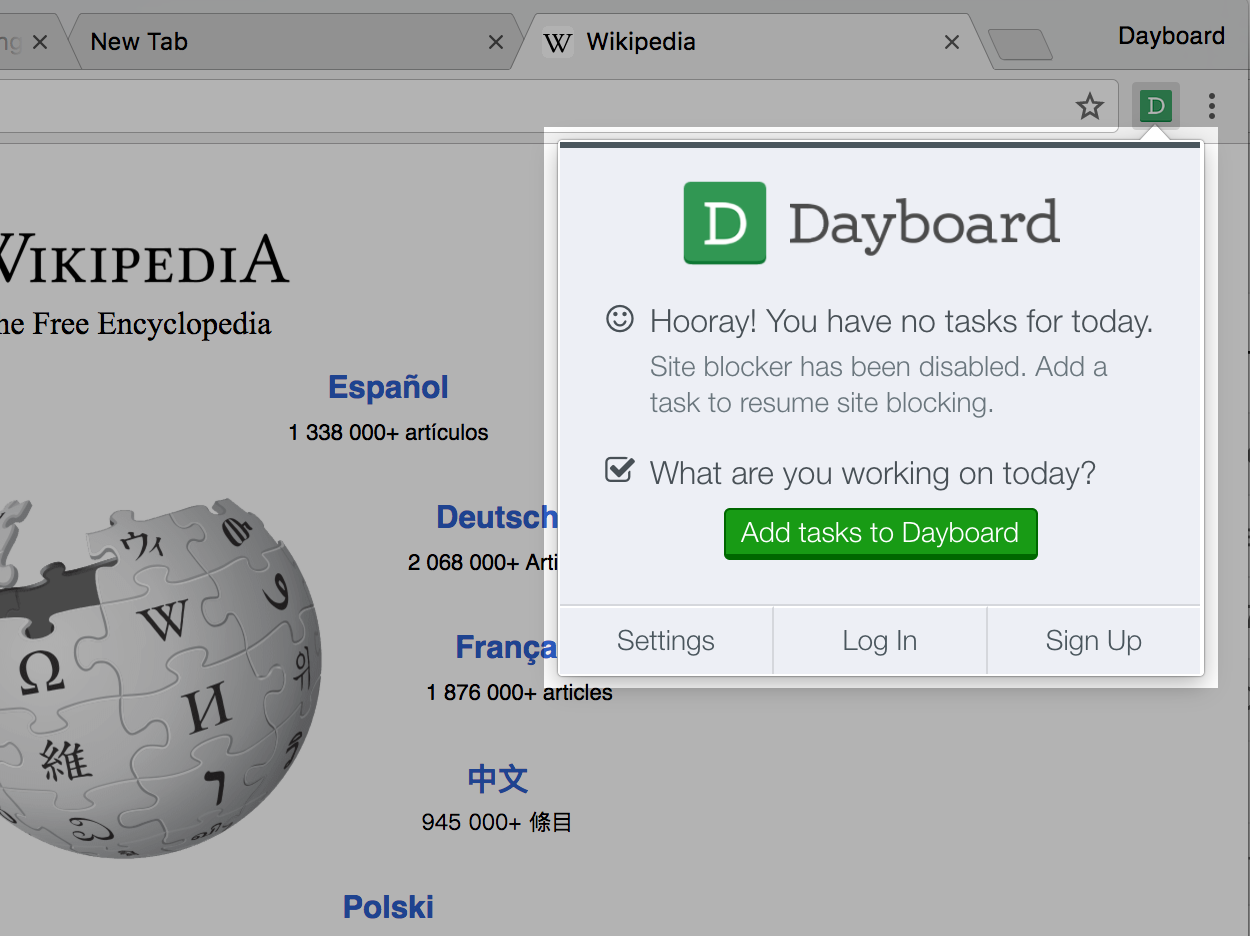 New Tab
Wikipedia
Dayboard
D
WIKIPEDIA
The Free Encyclopedia
Español
1 338 000+ artículos
Deutsch
2 068 000+ Arti
França
1 876 000+ articles
中文
945 000+ 條目
Polski
W
Ω
И
維
D Dayboard
Hooray! You have no tasks for today.
Site blocker has been disabled. Add a
task to resume site blocking.
What are you working on today?
Add tasks to Dayboard
Settings
Log In
Sign Up